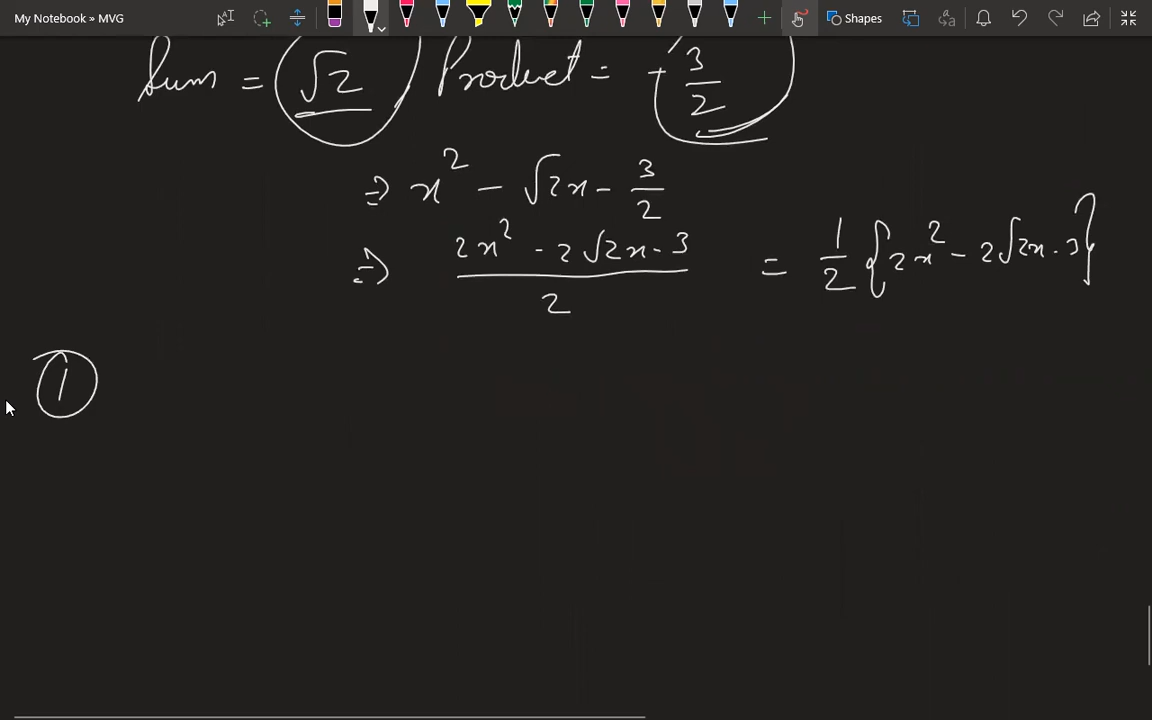 My Notebook » MVG
Shapes
Sum = √2 Product = -3/2
⇒ x² - √2x - 3/2
⇒ (2x² - 2√2x - 3)/2 = 1/2 {2x² - 2√2x - 3}
①